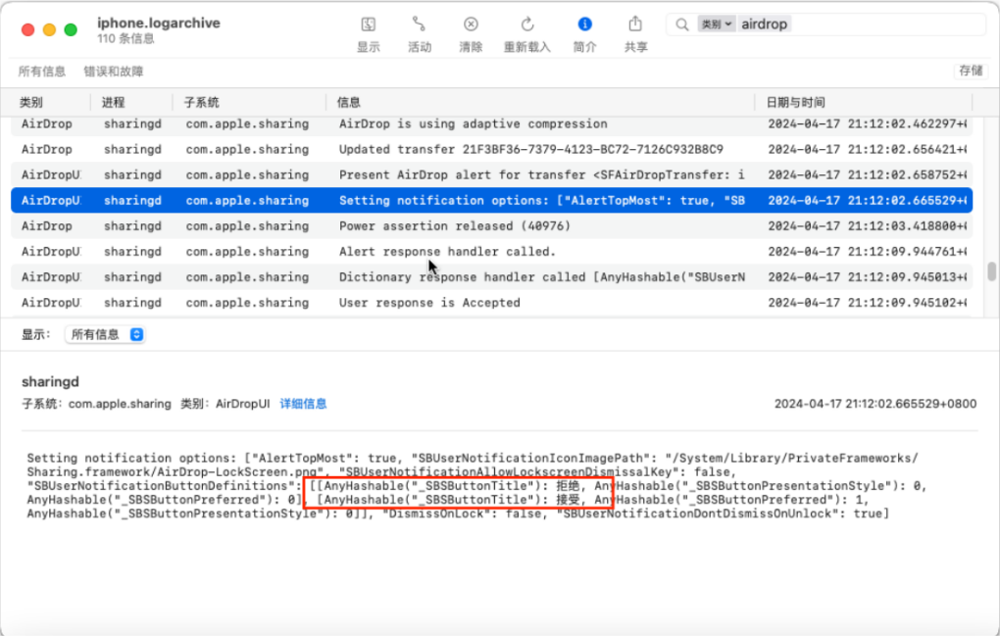 iphone.logarchive
110 条信息
显示 活动 清除 重新载入 简介 共享
类别 airdrop
所有信息 错误和故障 存储
类别 进程 子系统 信息 日期与时间
AirDrop sharingd com.apple.sharing AirDrop is using adaptive compression 2024-04-17 21:12:02.462297+
AirDrop sharingd com.apple.sharing Updated transfer 21F3BF36-7379-4123-BC72-7126C932B8C9 2024-04-17 21:12:02.656421+
AirDropU sharingd com.apple.sharing Present AirDrop alert for transfer <SFAirDropTransfer: i 2024-04-17 21:12:02.658752+
AirDropU sharingd com.apple.sharing Setting notification options: ["AlertTopMost": true, "SB 2024-04-17 21:12:02.665529+
AirDrop sharingd com.apple.sharing Power assertion released (40976) 2024-04-17 21:12:03.418800+
AirDropU sharingd com.apple.sharing Alert response handler called. 2024-04-17 21:12:09.944761+
AirDropU sharingd com.apple.sharing Dictionary response handler called [AnyHashable("SBUserN 2024-04-17 21:12:09.945013+
AirDropU sharingd com.apple.sharing User response is Accepted 2024-04-17 21:12:09.945102+
显示： 所有信息
sharingd
子系统：com.apple.sharing 类别：AirDropUI 详细信息 2024-04-17 21:12:02.665529+0800
Setting notification options: ["AlertTopMost": true, "SBUserNotificationIconImagePath": "/System/Library/PrivateFrameworks/
Sharing.framework/AirDrop-LockScreen.png", "SBUserNotificationAllowLockscreenDismissalKey": false,
"SBUserNotificationButtonDefinitions": [[AnyHashable("_SBSButtonTitle"): 拒绝, AnyHashable("_SBSButtonPresentationStyle"): 0,
AnyHashable("_SBSButtonPreferred"): 0], [AnyHashable("_SBSButtonTitle"): 接受, AnyHashable("_SBSButtonPreferred"): 1,
AnyHashable("_SBSButtonPresentationStyle"): 0]], "DismissOnLock": false, "SBUserNotificationDontDismissOnUnlock": true]